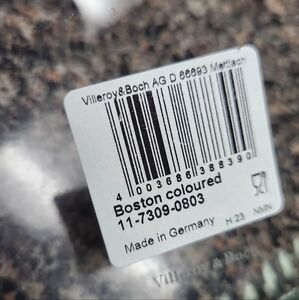 Villeroy&Boch AG D 66693 Mettlach
4 003686 388390
Boston coloured
11-7309-0803
Made in Germany
H 23
NMN
Villeroy & Boch